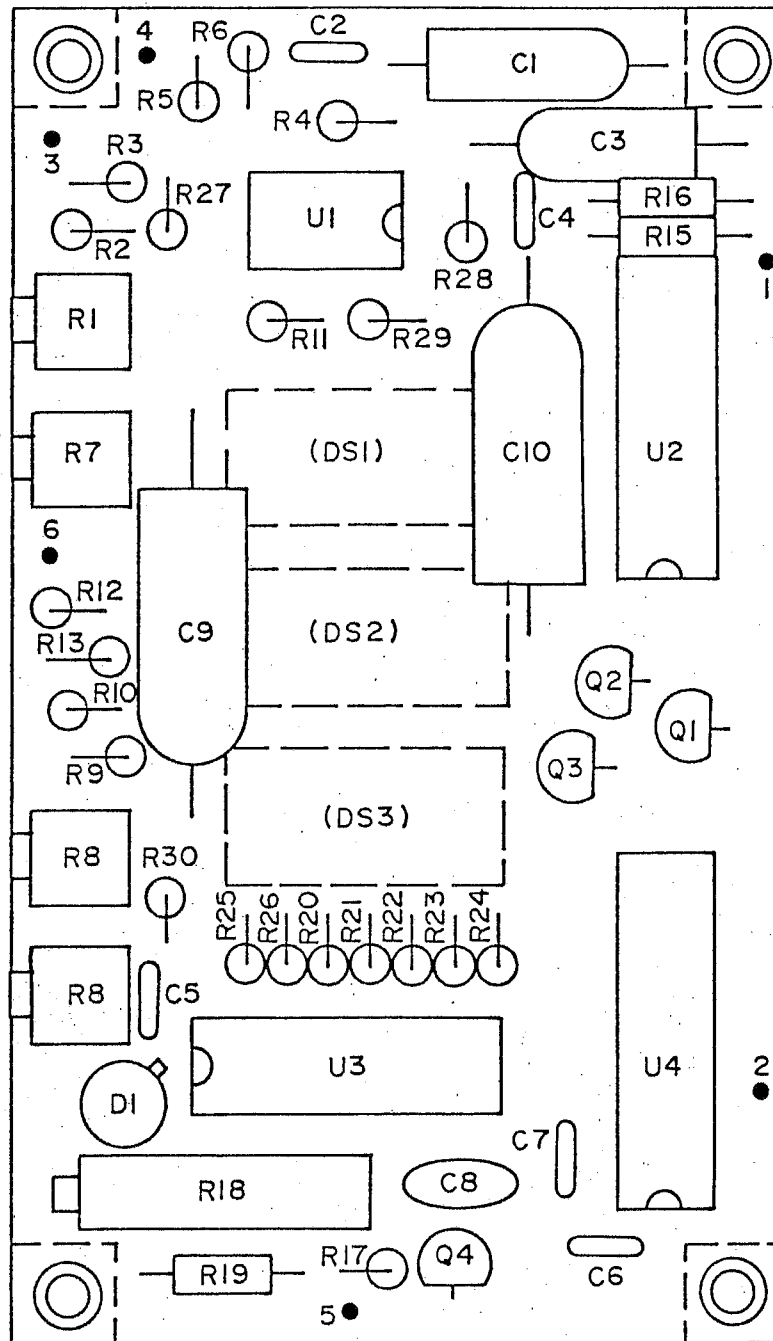 4
R6
C2
C1
R5
R4
C3
3
R3
R27
U1
C4
R16
R2
R28
R15
1
R1
R11
R29
R7
(DS1)
C10
U2
6
R12
C9
(DS2)
R13
Q2
R10
Q1
R9
Q3
(DS3)
R8
R30
R25
R26
R20
R21
R22
R23
R24
R8
C5
U3
U4
2
D1
C7
R18
C8
R19
R17
Q4
C6
5